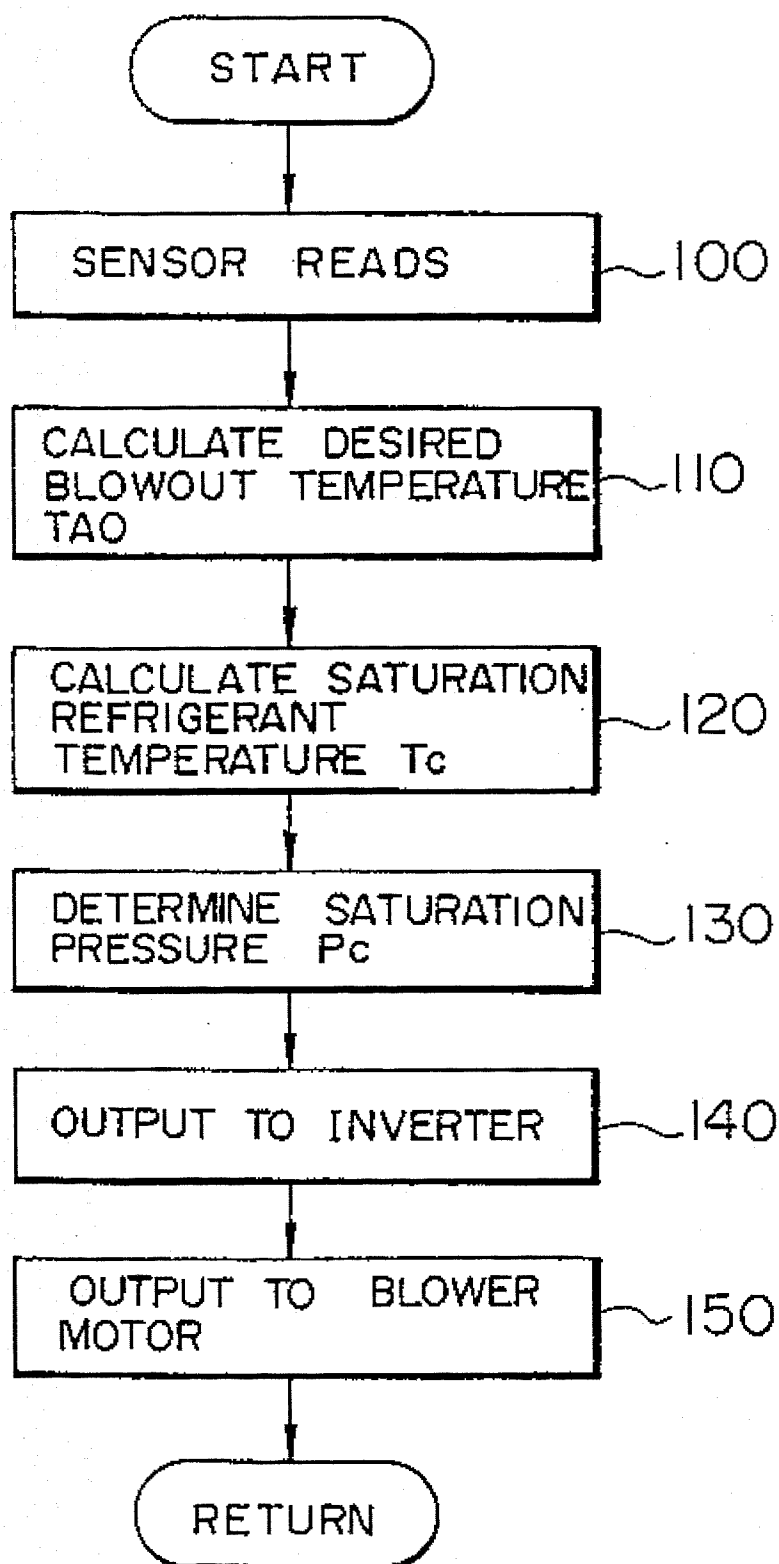 START
SENSOR READS
100
CALCULATE DESIRED
BLOWOUT TEMPERATURE
TAO
110
CALCULATE SATURATION
REFRIGERANT
TEMPERATURE Tc
120
DETERMINE SATURATION
PRESSURE Pc
130
OUTPUT TO INVERTER
140
OUTPUT TO BLOWER
MOTOR
150
RETURN